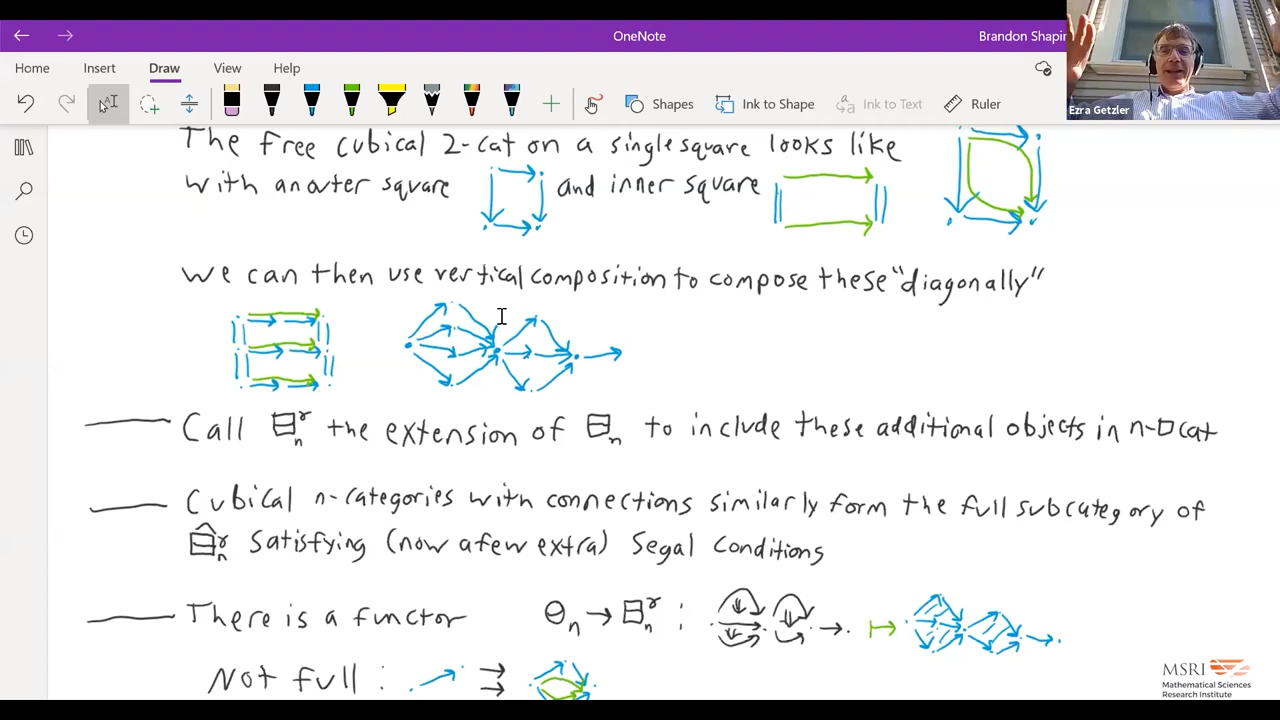 OneNote
Brandon Shapir
Home Insert Draw View Help
Shapes Ink to Shape Ink to Text Ruler
Ezra Getzler
The free cubical 2-cat on a single square looks like
with an outer square and inner square
We can then use vertical composition to compose these "diagonally"
Call ⊟ᵞₙ the extension of ⊟ₙ to include these additional objects in n-□cat
Cubical n-categories with connections similarly form the full subcategory of
⊟̂ᵞₙ satisfying (now a few extra) Segal conditions
There is a functor Θₙ → ⊟ᵞₙ : ↦
Not full : ⇉
MSRI
Mathematical Sciences
Research Institute